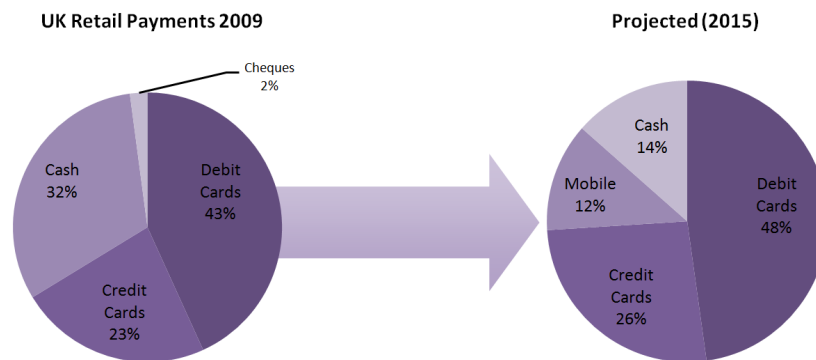 UK Retail Payments 2009
Cheques
2%
Cash
32%
Debit
Cards
43%
Credit
Cards
23%
Projected (2015)
Cash
14%
Mobile
12%
Debit
Cards
48%
Credit
Cards
26%